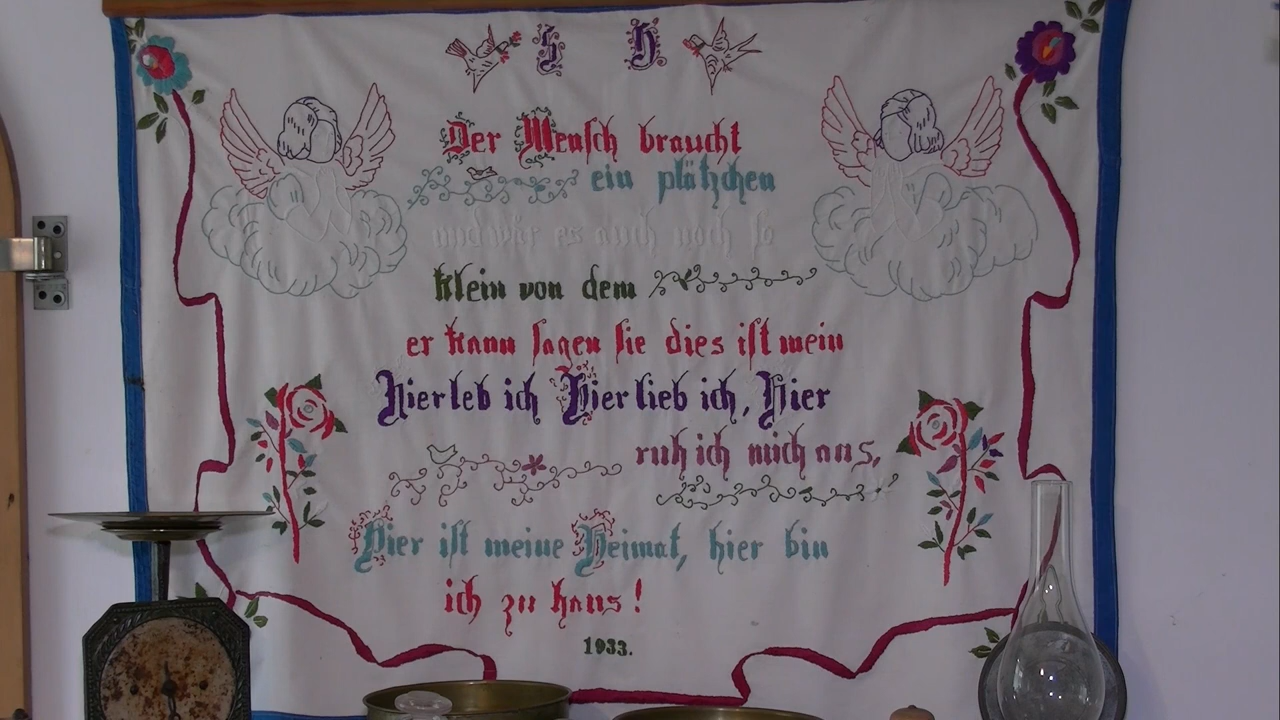 H H
Der Mensch braucht
ein plätzchen
und wär es auch noch so
klein von dem
er kann sagen sie dies ist mein
Hier leb ich Hier lieb ich, Hier
ruh ich mich aus,
Hier ist meine Heimat, hier bin
ich zu haus!
1933.